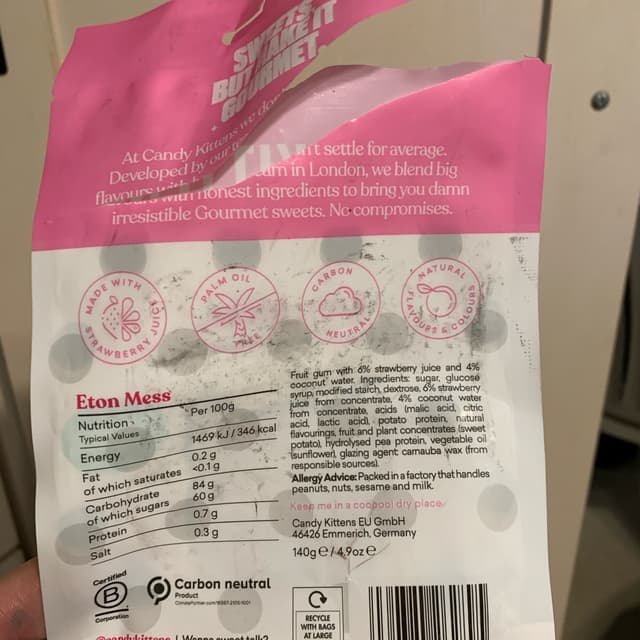 SWEETS
BUT MAKE IT
GOURMET.
At Candy Kittens we don't settle for average.
Developed by our team in London, we blend big
flavours with honest ingredients to bring you damn
irresistible Gourmet sweets. No compromises.
MADE WITH STRAWBERRY JUICE
PALM OIL FREE
CARBON NEUTRAL
NATURAL FLAVOURS & COLOURS
Eton Mess
Nutrition
Typical Values Per 100g
Energy 1469 kJ / 346 kcal
Fat 0.2 g
of which saturates <0.1 g
Carbohydrate 84 g
of which sugars 60 g
Protein 0.7 g
Salt 0.3 g
Fruit gum with 6% strawberry juice and 4%
coconut water. Ingredients: sugar, glucose
syrup, modified starch, dextrose, 6% strawberry
juice from concentrate, 4% coconut water
from concentrate, acids (malic acid, citric
acid, lactic acid), potato protein, natural
flavourings, fruit and plant concentrates (sweet
potato), hydrolysed pea protein, vegetable oil
(sunflower), glazing agent: carnauba wax (from
responsible sources).
Allergy Advice: Packed in a factory that handles
peanuts, nuts, sesame and milk.
Keep me in a coooool dry place
Candy Kittens EU GmbH
46426 Emmerich, Germany
140g e / 4,9oz e
Certified
B
Corporation
Carbon neutral
Product
RECYCLE
WITH BAGS
AT LARGE
@candykittens | Wanna sweet talk?